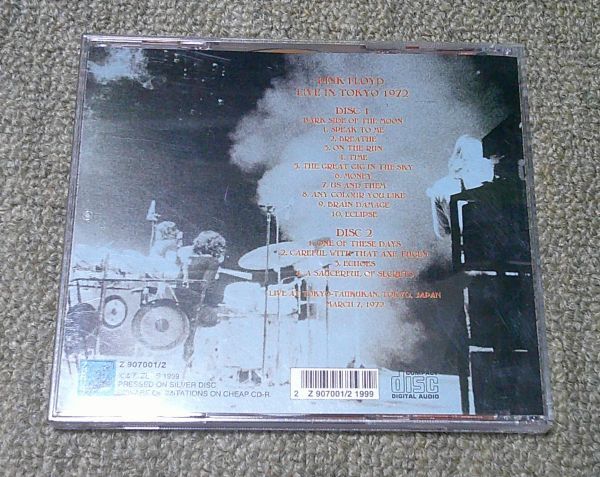 PINK FLOYD
LIVE IN TOKYO 1972
DISC 1
DARK SIDE OF THE MOON
1. SPEAK TO ME
2. BREATHE
3. ON THE RUN
4. TIME
5. THE GREAT GIG IN THE SKY
6. MONEY
7. US AND THEM
8. ANY COLOUR YOU LIKE
9. BRAIN DAMAGE
10. ECLIPSE
DISC 2
1. ONE OF THESE DAYS
2. CAREFUL WITH THAT AXE EUGEN
3. ECHOES
4. A SAUCERFUL OF SECRETS
LIVE AT TOKYO-TAIIKUKAN, TOKYO, JAPAN
MARCH 7, 1972
Z 907001/2
1999
PRESSED ON SILVER DISC
ON CHEAP CD-R
2 Z 907001/2 1999
COMPACT
disc
DIGITAL AUDIO